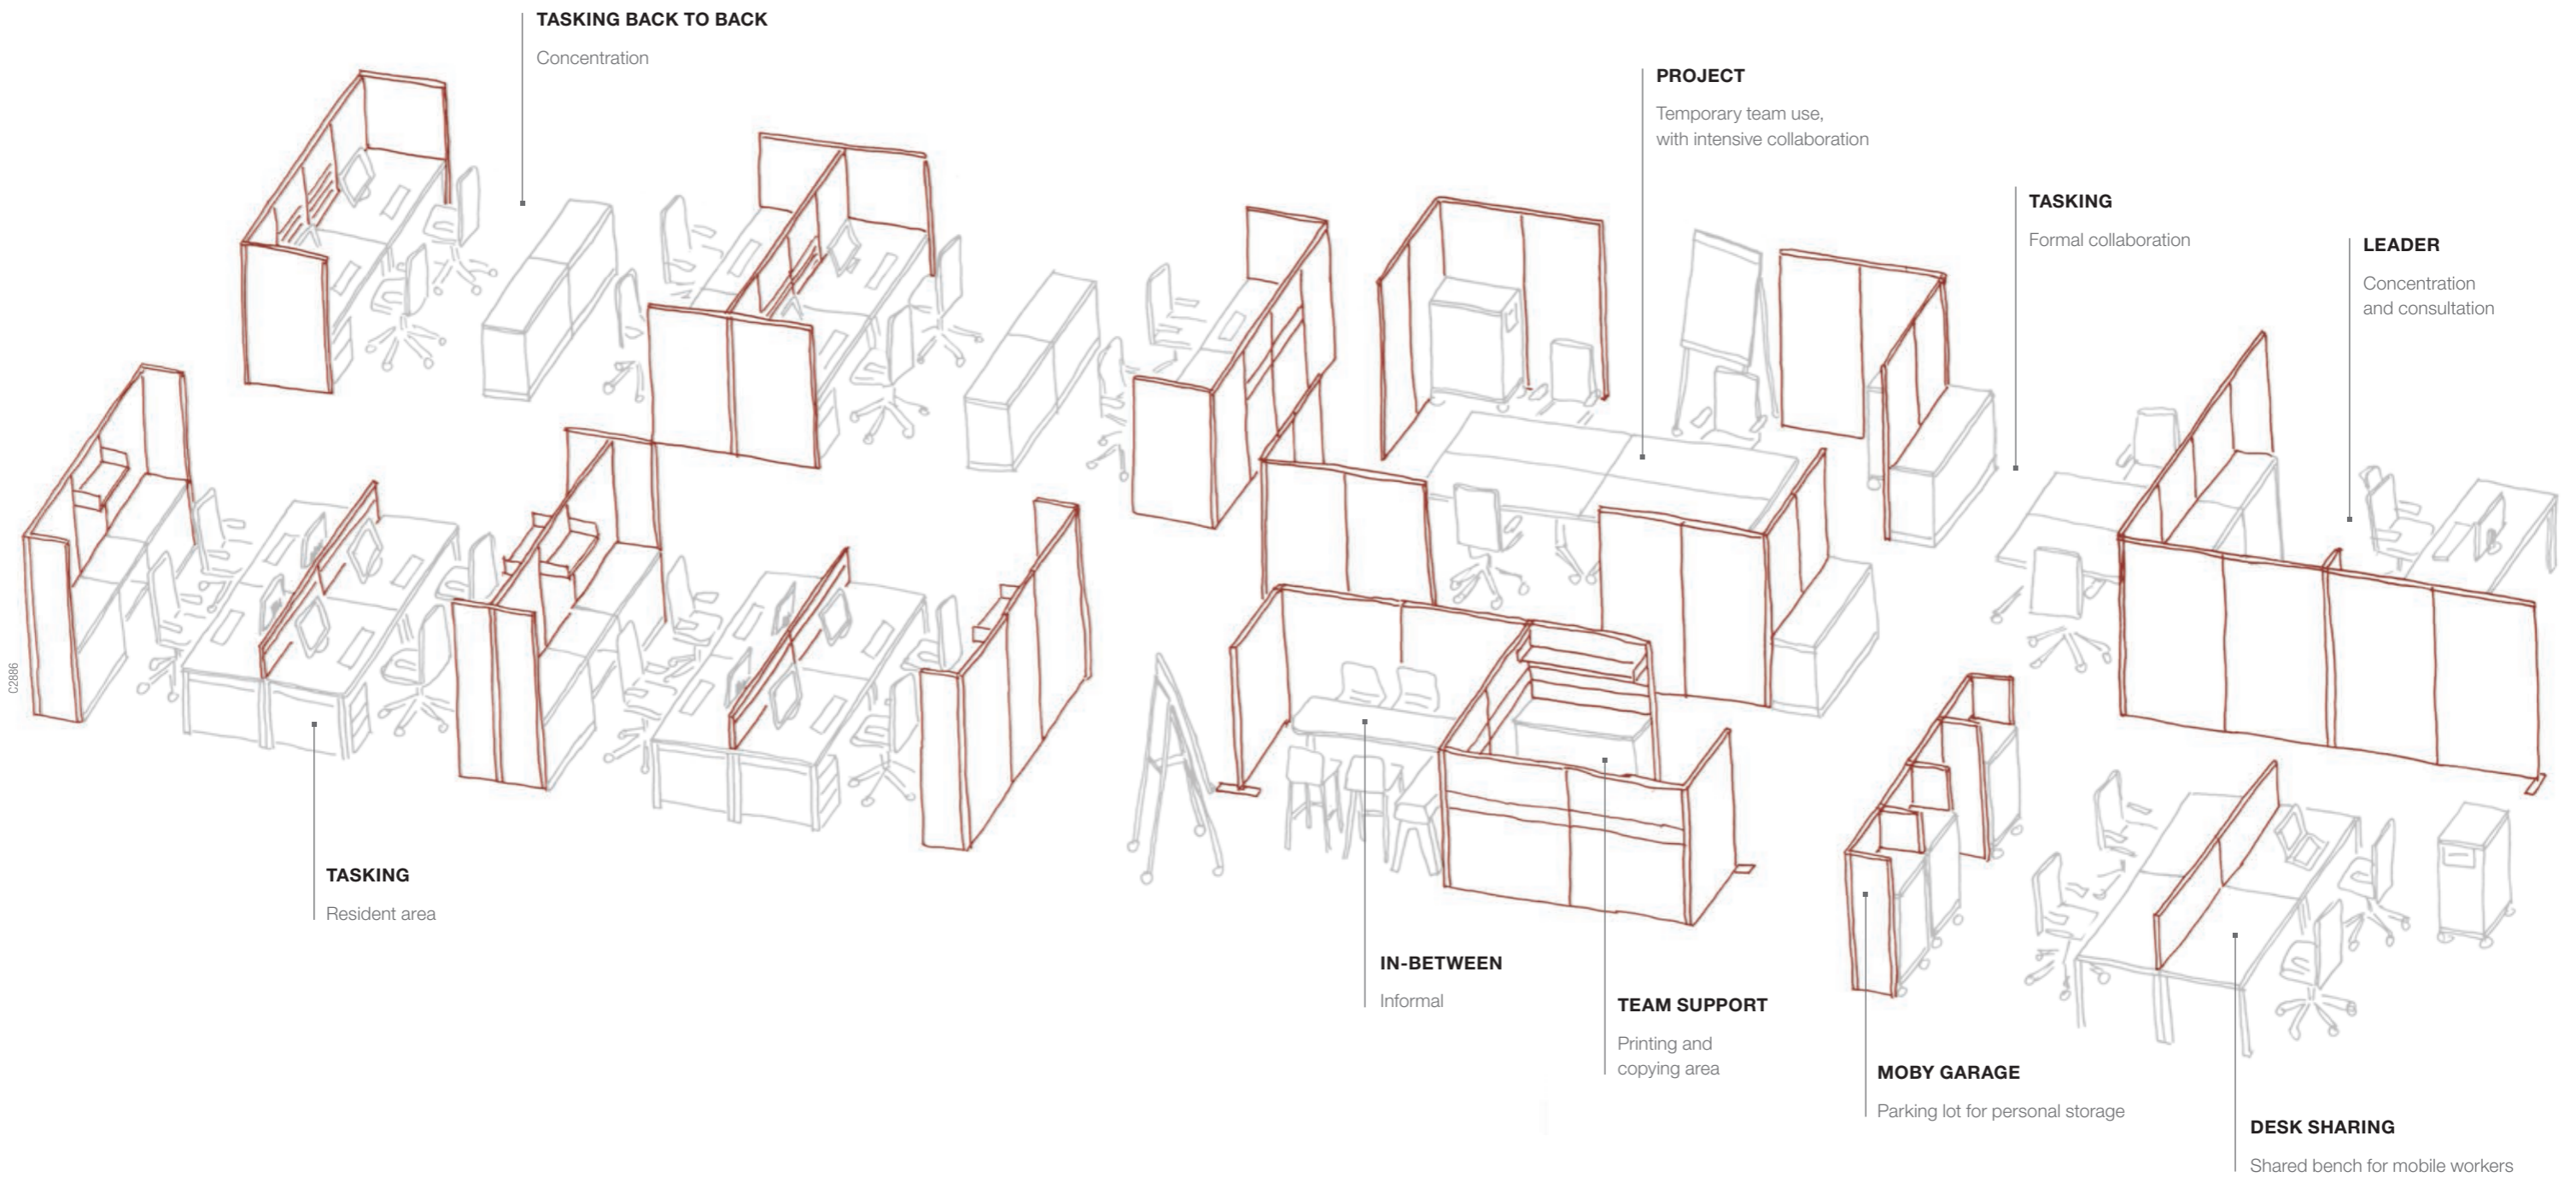 TASKING BACK TO BACK
Concentration
PROJECT
Temporary team use,
with intensive collaboration
TASKING
Formal collaboration
LEADER
Concentration
and consultation
C2886
TASKING
Resident area
IN-BETWEEN
Informal
TEAM SUPPORT
Printing and
copying area
MOBY GARAGE
Parking lot for personal storage
DESK SHARING
Shared bench for mobile workers